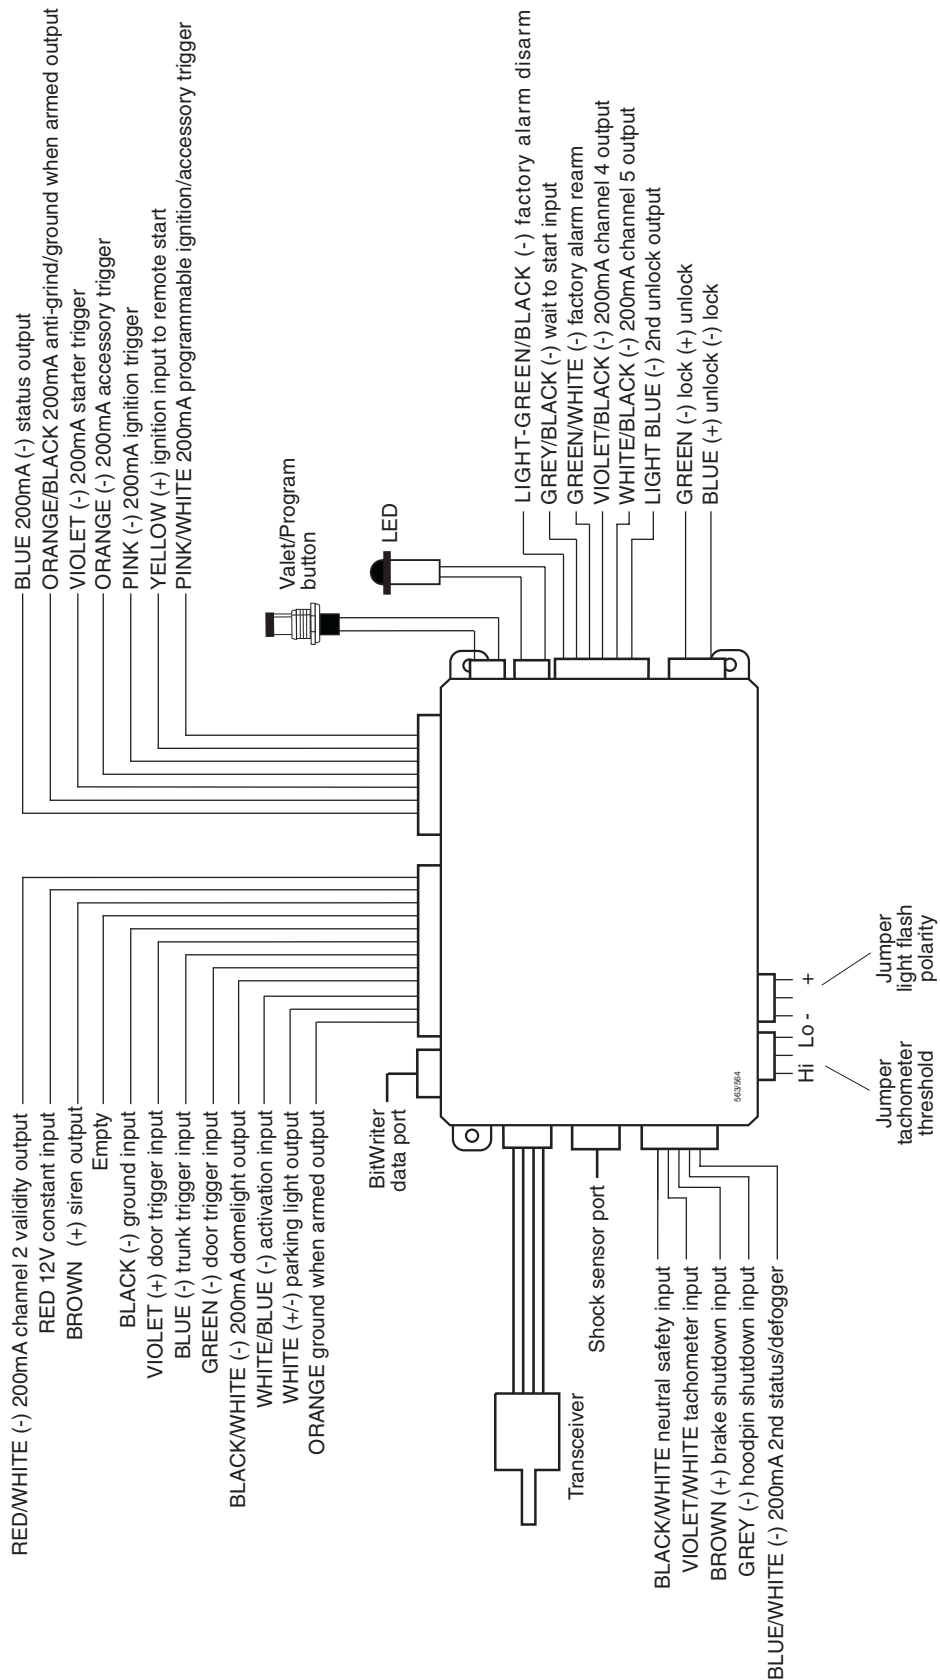 RED/WHITE (-) 200mA channel 2 validity output
RED 12V constant input
BROWN (+) siren output
Empty
BLACK (-) ground input
VIOLET (+) door trigger input
BLUE (-) trunk trigger input
GREEN (-) door trigger input
BLACK/WHITE (-) 200mA domelight output
WHITE/BLUE (-) activation input
WHITE (+/-) parking light output
ORANGE ground when armed output
BLUE 200mA (-) status output
ORANGE/BLACK 200mA anti-grind/ground when armed output
VIOLET (-) 200mA starter trigger
ORANGE (-) 200mA accessory trigger
PINK (-) 200mA ignition trigger
YELLOW (+) ignition input to remote start
PINK/WHITE 200mA programmable ignition/accessory trigger
Valet/Program
button
LED
BitWriter
data port
Transceiver
Shock sensor port
LIGHT-GREEN/BLACK (-) factory alarm disarm
GREY/BLACK (-) wait to start input
GREEN/WHITE (-) factory alarm rearm
VIOLET/BLACK (-) 200mA channel 4 output
WHITE/BLACK (-) 200mA channel 5 output
LIGHT BLUE (-) 2nd unlock output
GREEN (-) lock (+) unlock
BLUE (+) unlock (-) lock
BLACK/WHITE neutral safety input
VIOLET/WHITE tachometer input
BROWN (+) brake shutdown input
GREY (-) hoodpin shutdown input
BLUE/WHITE (-) 200mA 2nd status/defogger
563/564
Hi Lo - +
Jumper
tachometer
threshold
Jumper
light flash
polarity